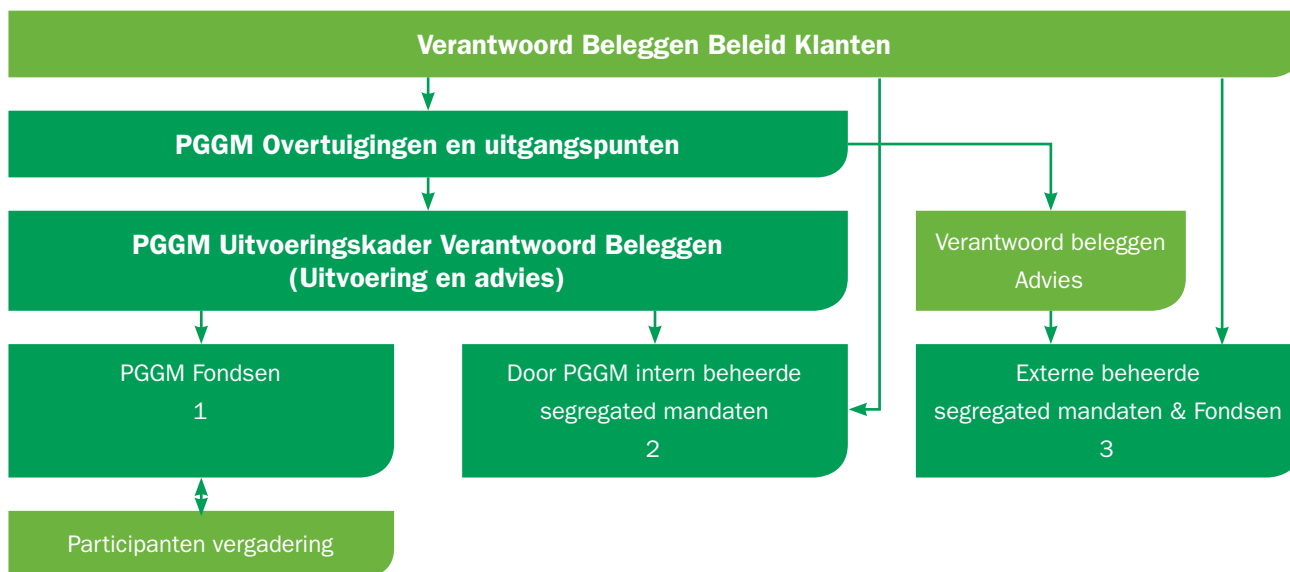 Verantwoord Beleggen Beleid Klanten
PGGM Overtuigingen en uitgangspunten
PGGM Uitvoeringskader Verantwoord Beleggen
(Uitvoering en advies)
Verantwoord beleggen
Advies
PGGM Fondsen
1
Door PGGM intern beheerde
segregated mandaten
2
Externe beheerde
segregated mandaten & Fondsen
3
Participanten vergadering